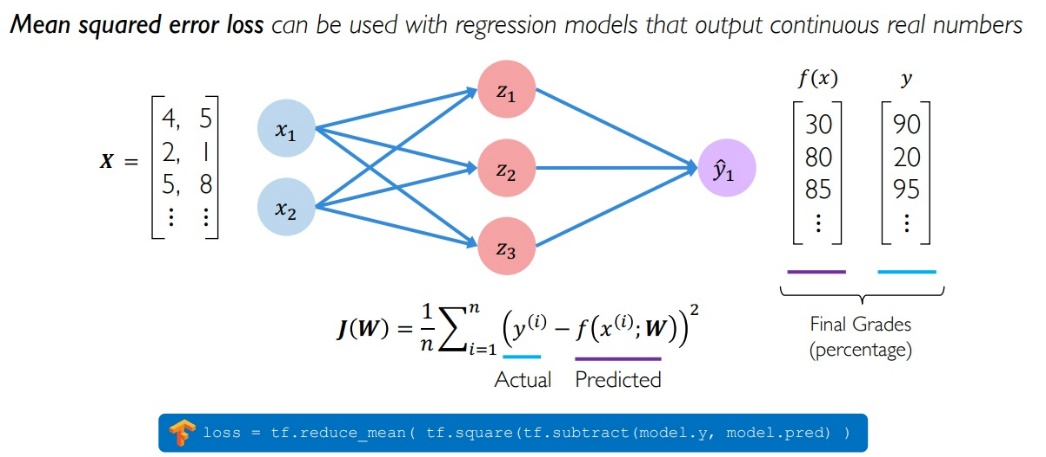 Mean squared error loss can be used with regression models that output continuous real numbers
X = [4, 5
2, 1
5, 8
⋮ ⋮]
x₁
x₂
z₁
z₂
z₃
ŷ₁
f(x) y
30 90
80 20
85 95
⋮ ⋮
Final Grades
(percentage)
J(W) = 1/n ∑ⁿᵢ₌₁ (y⁽ⁱ⁾ − f(x⁽ⁱ⁾; W))²
Actual Predicted
loss = tf.reduce_mean( tf.square(tf.subtract(model.y, model.pred) )